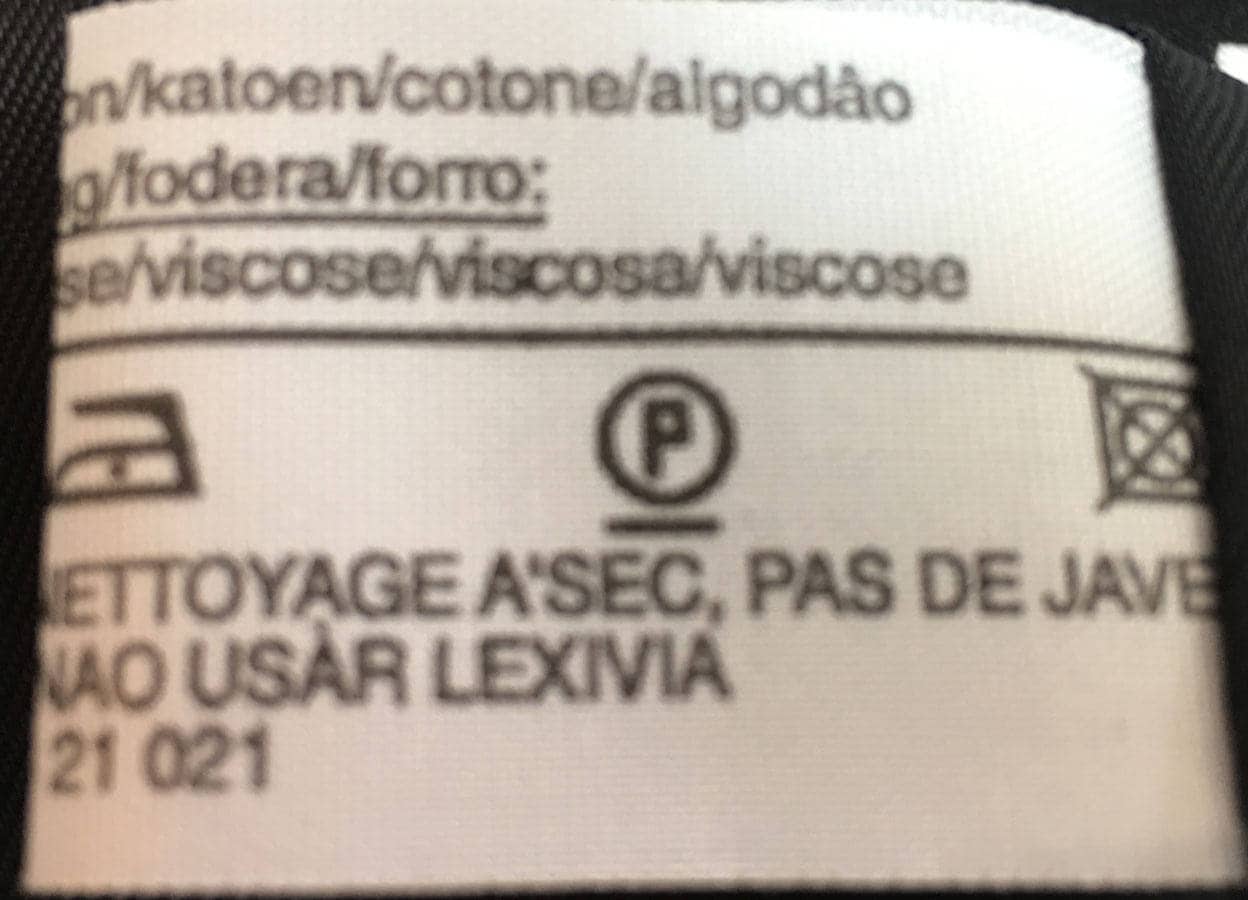 on/katoen/cotone/algodâo
g/fodera/forro:
se/viscose/viscosa/viscose
P
NETTOYAGE A'SEC, PAS DE JAVE
NAO USÀR LEXIVIA
21 021